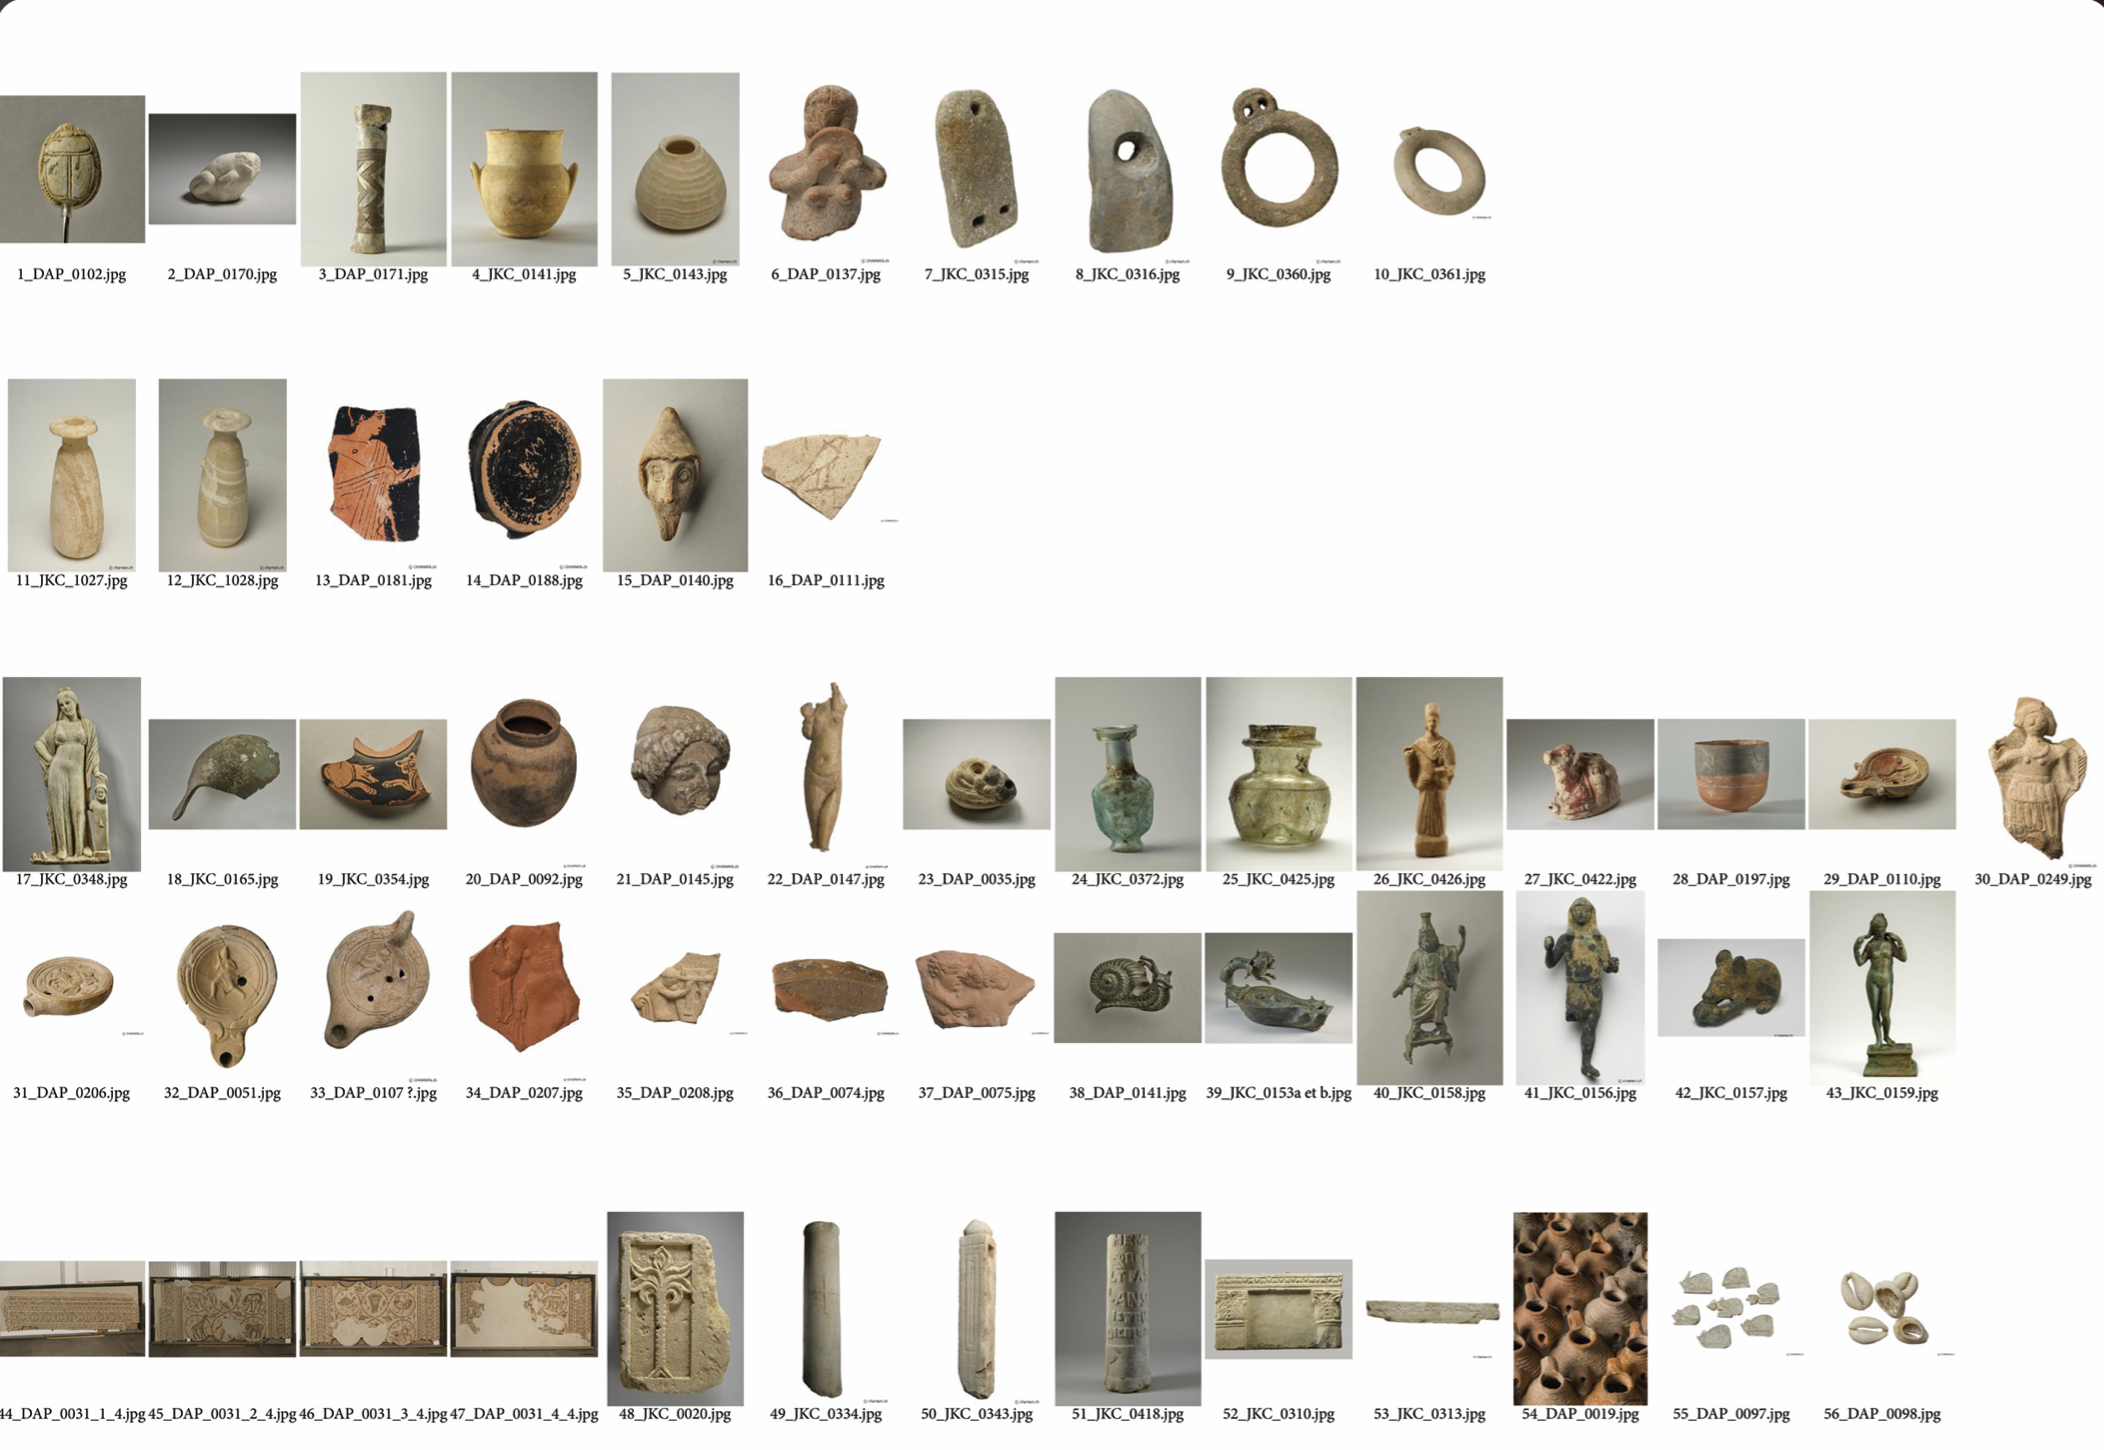 1_DAP_0102.jpg 2_DAP_0170.jpg 3_DAP_0171.jpg 4_JKC_0141.jpg 5_JKC_0143.jpg 6_DAP_0137.jpg 7_JKC_0315.jpg 8_JKC_0316.jpg 9_JKC_0360.jpg 10_JKC_0361.jpg
11_JKC_1027.jpg 12_JKC_1028.jpg 13_DAP_0181.jpg 14_DAP_0188.jpg 15_DAP_0140.jpg 16_DAP_0111.jpg
17_JKC_0348.jpg 18_JKC_0165.jpg 19_JKC_0354.jpg 20_DAP_0092.jpg 21_DAP_0145.jpg 22_DAP_0147.jpg 23_DAP_0035.jpg 24_JKC_0372.jpg 25_JKC_0425.jpg 26_JKC_0426.jpg 27_JKC_0422.jpg 28_DAP_0197.jpg 29_DAP_0110.jpg 30_DAP_0249.jpg
31_DAP_0206.jpg 32_DAP_0051.jpg 33_DAP_0107 ?.jpg 34_DAP_0207.jpg 35_DAP_0208.jpg 36_DAP_0074.jpg 37_DAP_0075.jpg 38_DAP_0141.jpg 39_JKC_0153a et b.jpg 40_JKC_0158.jpg 41_JKC_0156.jpg 42_JKC_0157.jpg 43_JKC_0159.jpg
44_DAP_0031_1_4.jpg 45_DAP_0031_2_4.jpg 46_DAP_0031_3_4.jpg 47_DAP_0031_4_4.jpg 48_JKC_0020.jpg 49_JKC_0334.jpg 50_JKC_0343.jpg 51_JKC_0418.jpg 52_JKC_0310.jpg 53_JKC_0313.jpg 54_DAP_0019.jpg 55_DAP_0097.jpg 56_DAP_0098.jpg